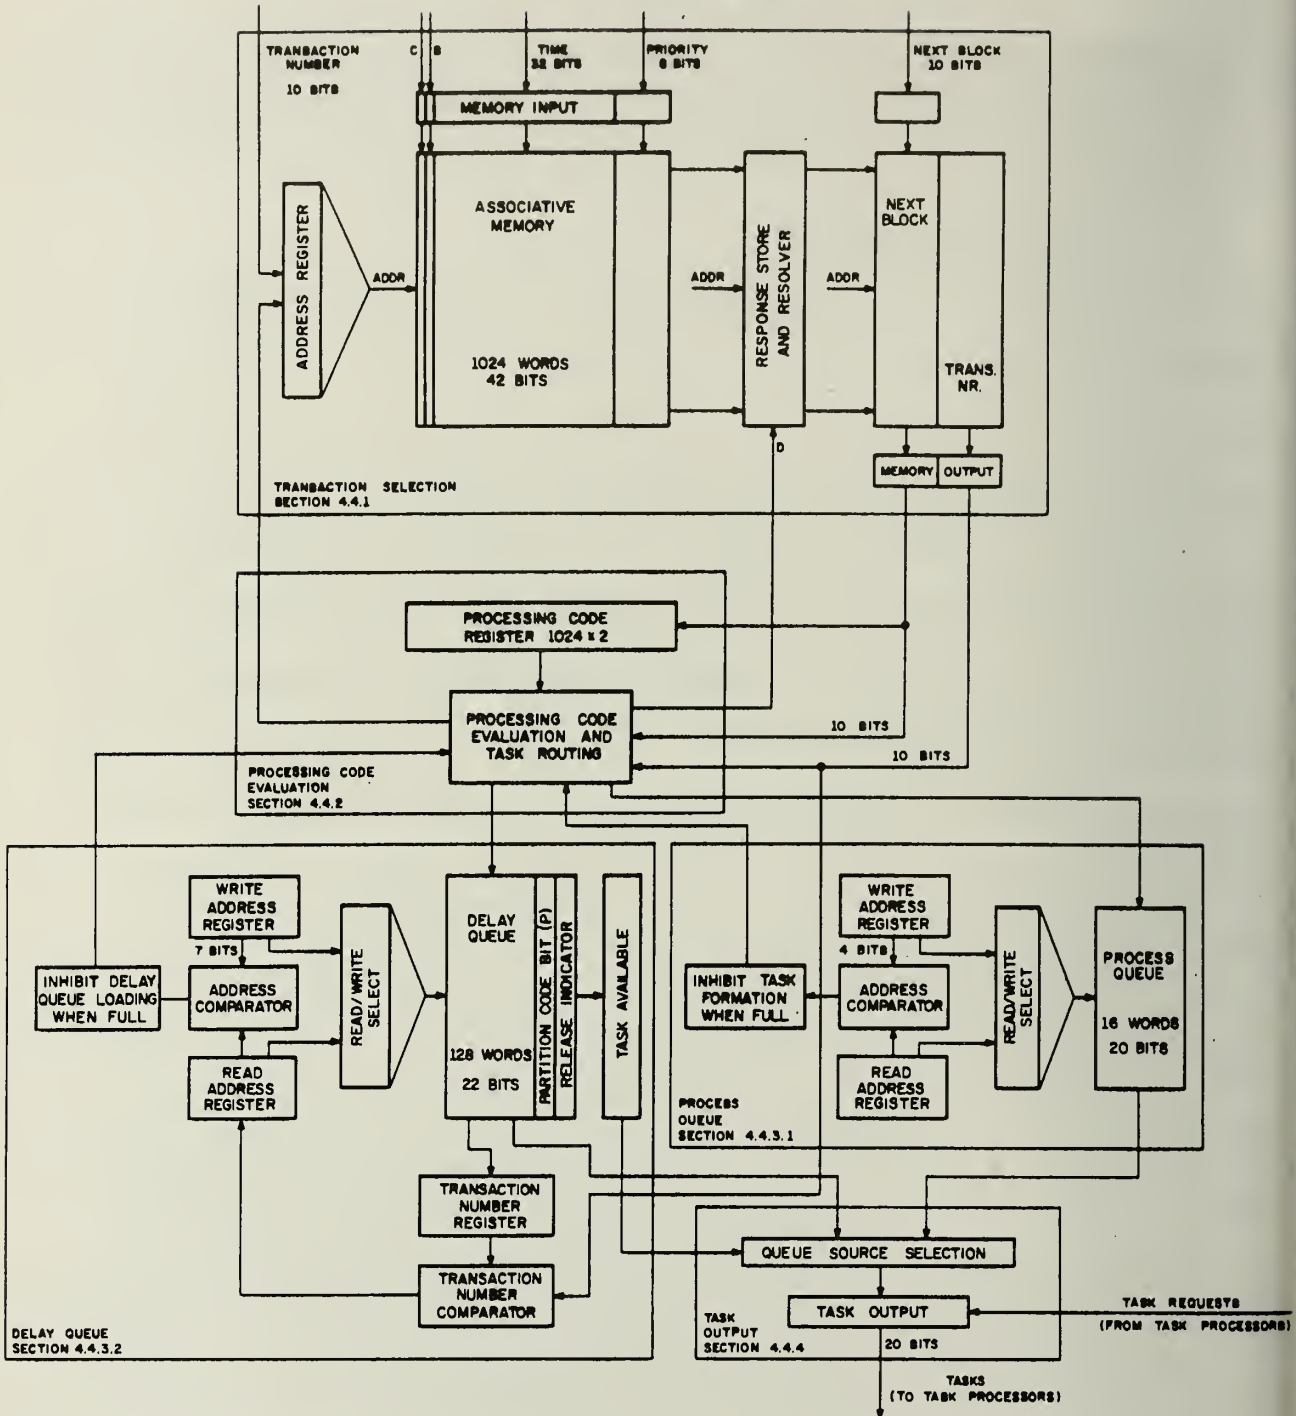 TRANSACTION
NUMBER
10 BITS
C
B
TIME
32 BITS
PRIORITY
8 BITS
NEXT BLOCK
10 BITS
MEMORY INPUT
ADDRESS REGISTER
ADDR
ASSOCIATIVE
MEMORY
1024 WORDS
42 BITS
ADDR
RESPONSE STORE
AND RESOLVER
ADDR
NEXT
BLOCK
TRANS.
NR.
D
MEMORY
OUTPUT
TRANSACTION SELECTION
SECTION 4.4.1
PROCESSING CODE
REGISTER 1024 x 2
PROCESSING CODE
EVALUATION AND
TASK ROUTING
10 BITS
10 BITS
PROCESSING CODE
EVALUATION
SECTION 4.4.2
WRITE
ADDRESS
REGISTER
7 BITS
INHIBIT DELAY
QUEUE LOADING
WHEN FULL
ADDRESS
COMPARATOR
READ
ADDRESS
REGISTER
READ/WRITE
SELECT
DELAY
QUEUE
128 WORDS
22 BITS
PARTITION CODE BIT (P)
RELEASE INDICATOR
TASK AVAILABLE
TRANSACTION
NUMBER
REGISTER
TRANSACTION
NUMBER
COMPARATOR
DELAY QUEUE
SECTION 4.4.3.2
WRITE
ADDRESS
REGISTER
4 BITS
INHIBIT TASK
FORMATION
WHEN FULL
ADDRESS
COMPARATOR
READ
ADDRESS
REGISTER
READ/WRITE
SELECT
PROCESS
QUEUE
16 WORDS
20 BITS
PROCESS
QUEUE
SECTION 4.4.3.1
QUEUE SOURCE SELECTION
TASK OUTPUT
TASK
OUTPUT
SECTION 4.4.4
20 BITS
TASK REQUESTS
(FROM TASK PROCESSORS)
TASKS
(TO TASK PROCESSORS)